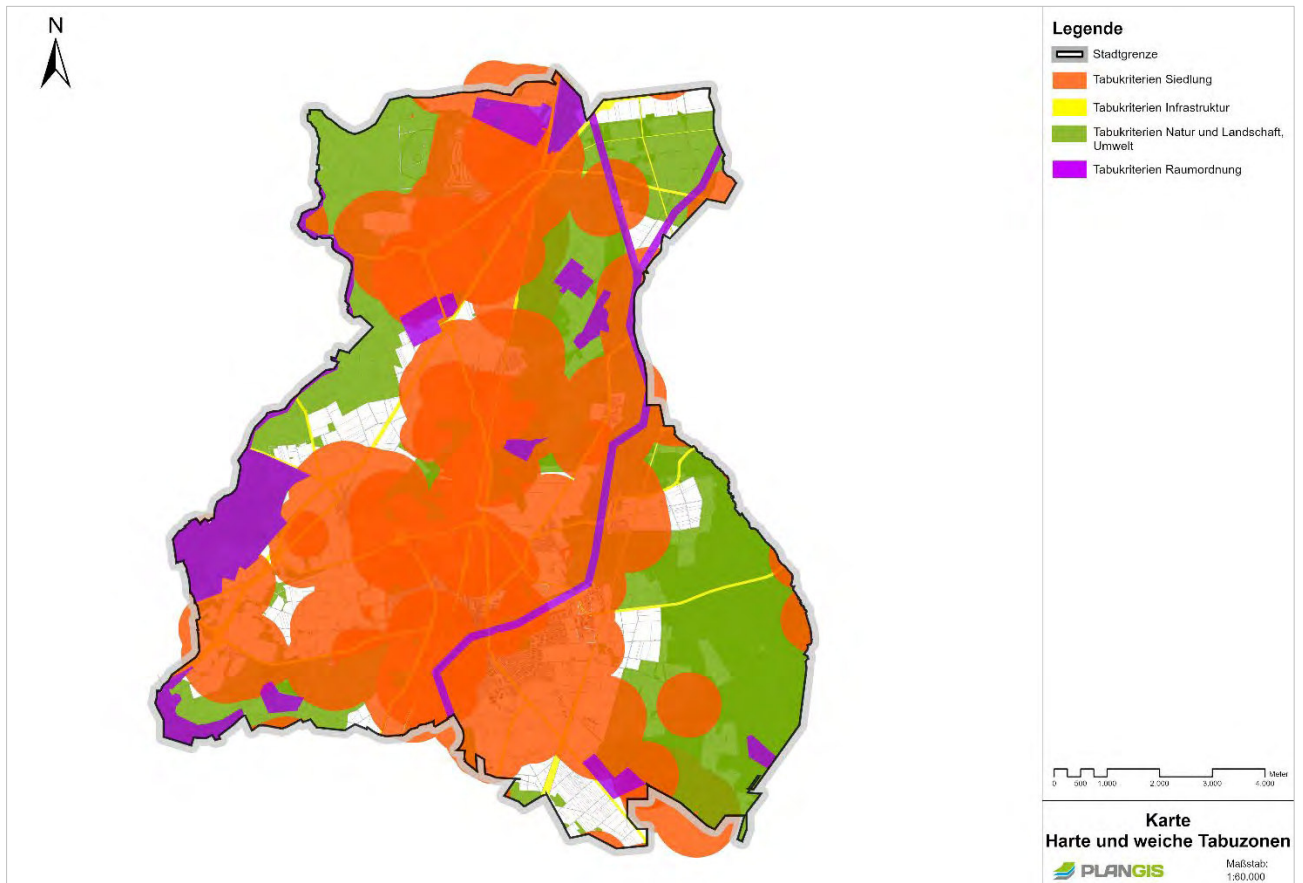 N
Legende
Stadtgrenze
Tabukriterien Siedlung
Tabukriterien Infrastruktur
Tabukriterien Natur und Landschaft,
Umwelt
Tabukriterien Raumordnung
Meter
0 500 1.000 2.000 3.000 4.000
Karte
Harte und weiche Tabuzonen
PLANGIS
Maßstab:
1:60.000